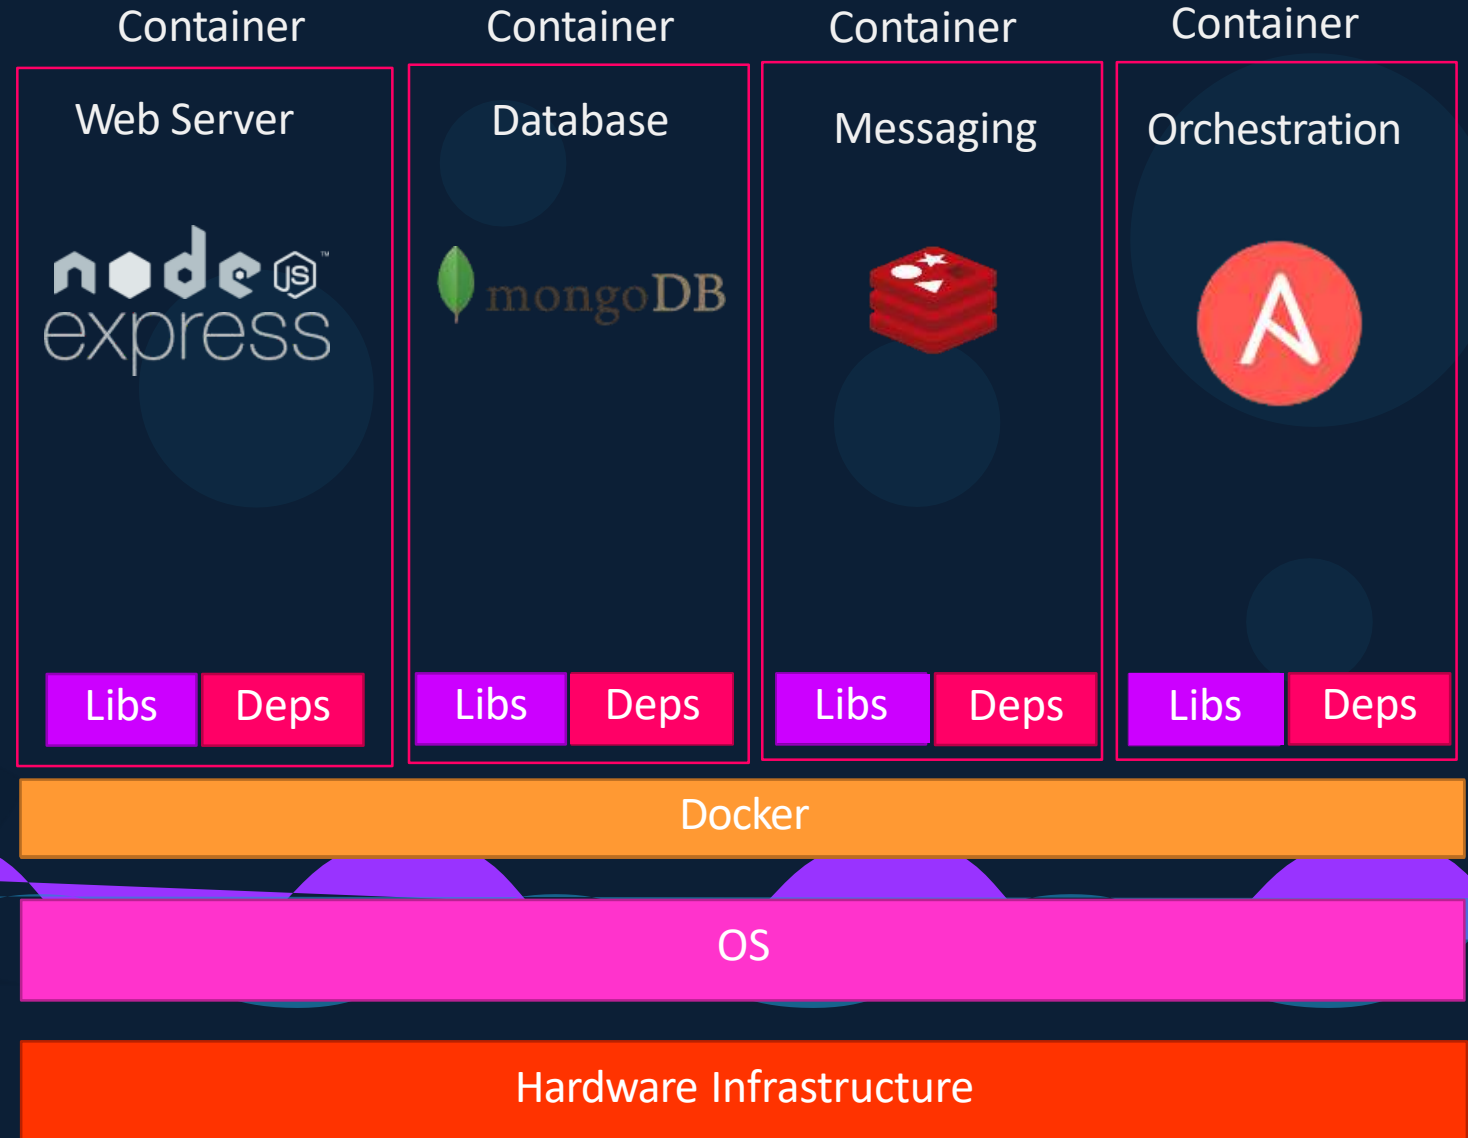 Container
Container
Container
Container
Web Server
Database
Messaging
Orchestration
node JS ™
express
mongoDB
Libs
Deps
Libs
Deps
Libs
Deps
Libs
Deps
Docker
OS
Hardware Infrastructure